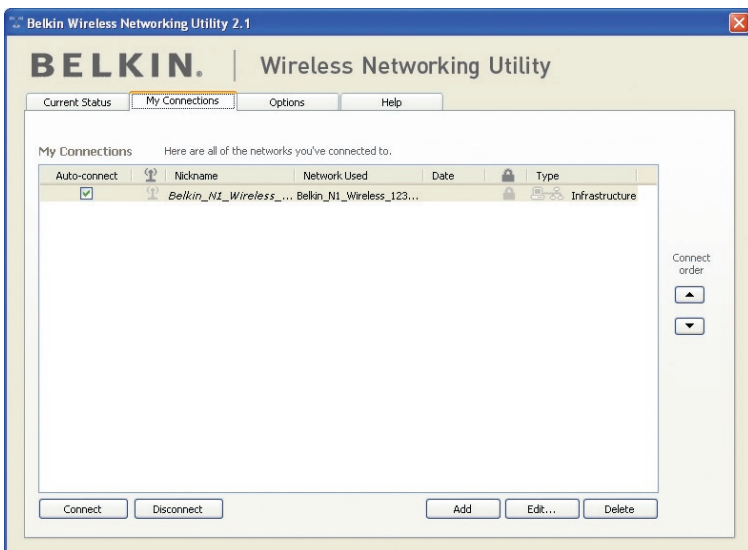 Belkin Wireless Networking Utility 2.1
BELKIN. | Wireless Networking Utility
Current Status My Connections Options Help
My Connections Here are all of the networks you've connected to.
Auto-connect Nickname Network Used Date Type
Belkin_N1_Wireless_... Belkin_N1_Wireless_123... Infrastructure
Connect
order
Connect Disconnect Add Edit... Delete